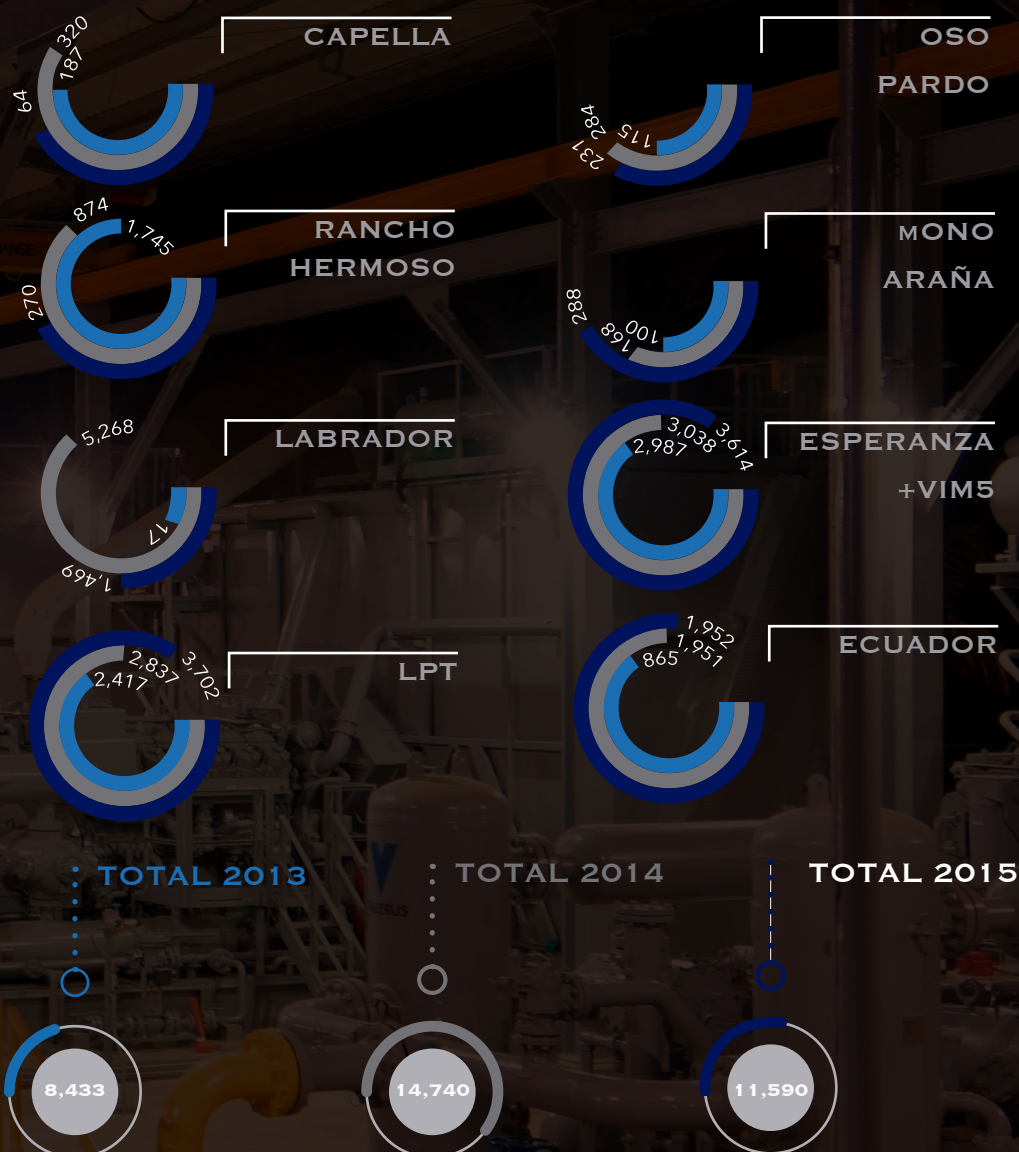 CAPELLA
320
187
64
OSO
PARDO
284
115
231
RANCHO
HERMOSO
874
1,745
270
MONO
ARAÑA
288
168
100
LABRADOR
5,268
17
1,469
ESPERANZA
+VIM5
3,614
3,038
2,987
LPT
3,702
2,837
2,417
ECUADOR
1,952
1,951
865
TOTAL 2013
TOTAL 2014
TOTAL 2015
8,433
14,740
11,590